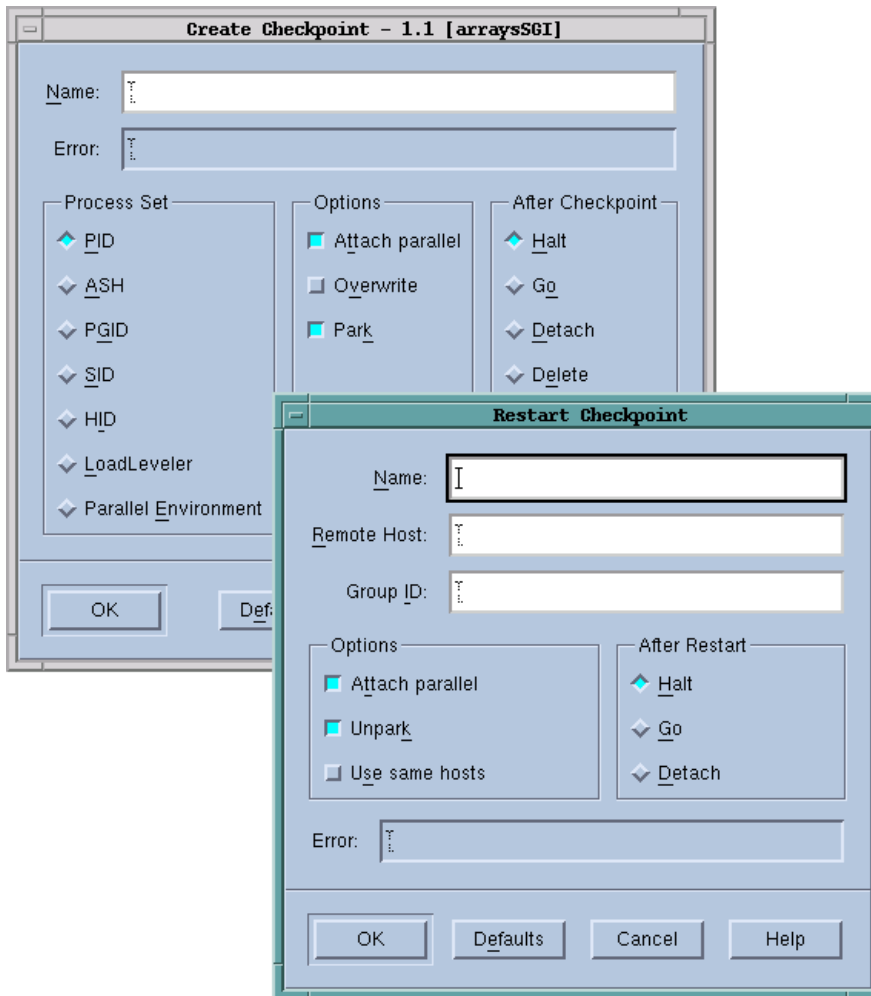 Create Checkpoint - 1.1 [arraysSGI]
Name:
Error:
Process Set
PID
ASH
PGID
SID
HID
LoadLeveler
Parallel Environment
Options
Attach parallel
Overwrite
Park
After Checkpoint
Halt
Go
Detach
Delete
OK
Restart Checkpoint
Name:
Remote Host:
Group ID:
Options
Attach parallel
Unpark
Use same hosts
After Restart
Halt
Go
Detach
Error:
OK
Defaults
Cancel
Help